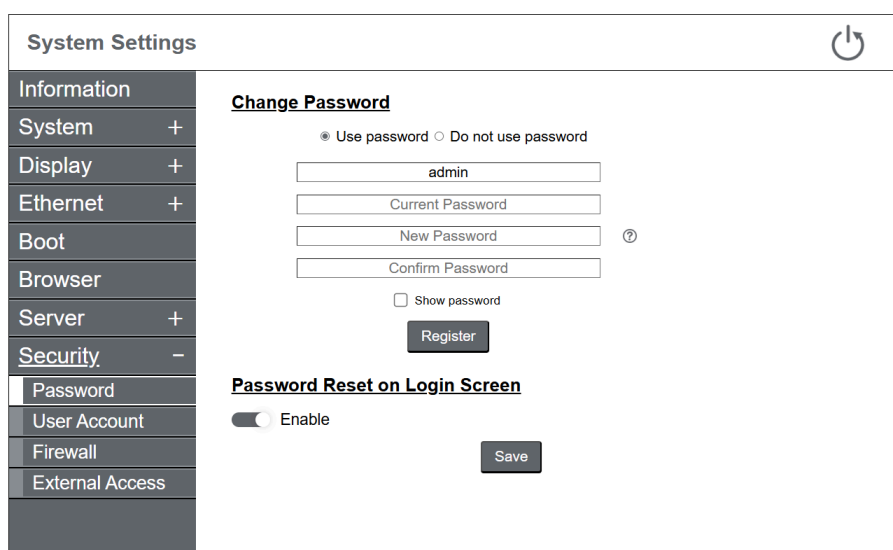 System Settings
Information
System +
Display +
Ethernet +
Boot
Browser
Server +
Security -
Password
User Account
Firewall
External Access
Change Password
Use password Do not use password
admin
Current Password
New Password ?
Confirm Password
Show password
Register
Password Reset on Login Screen
Enable
Save